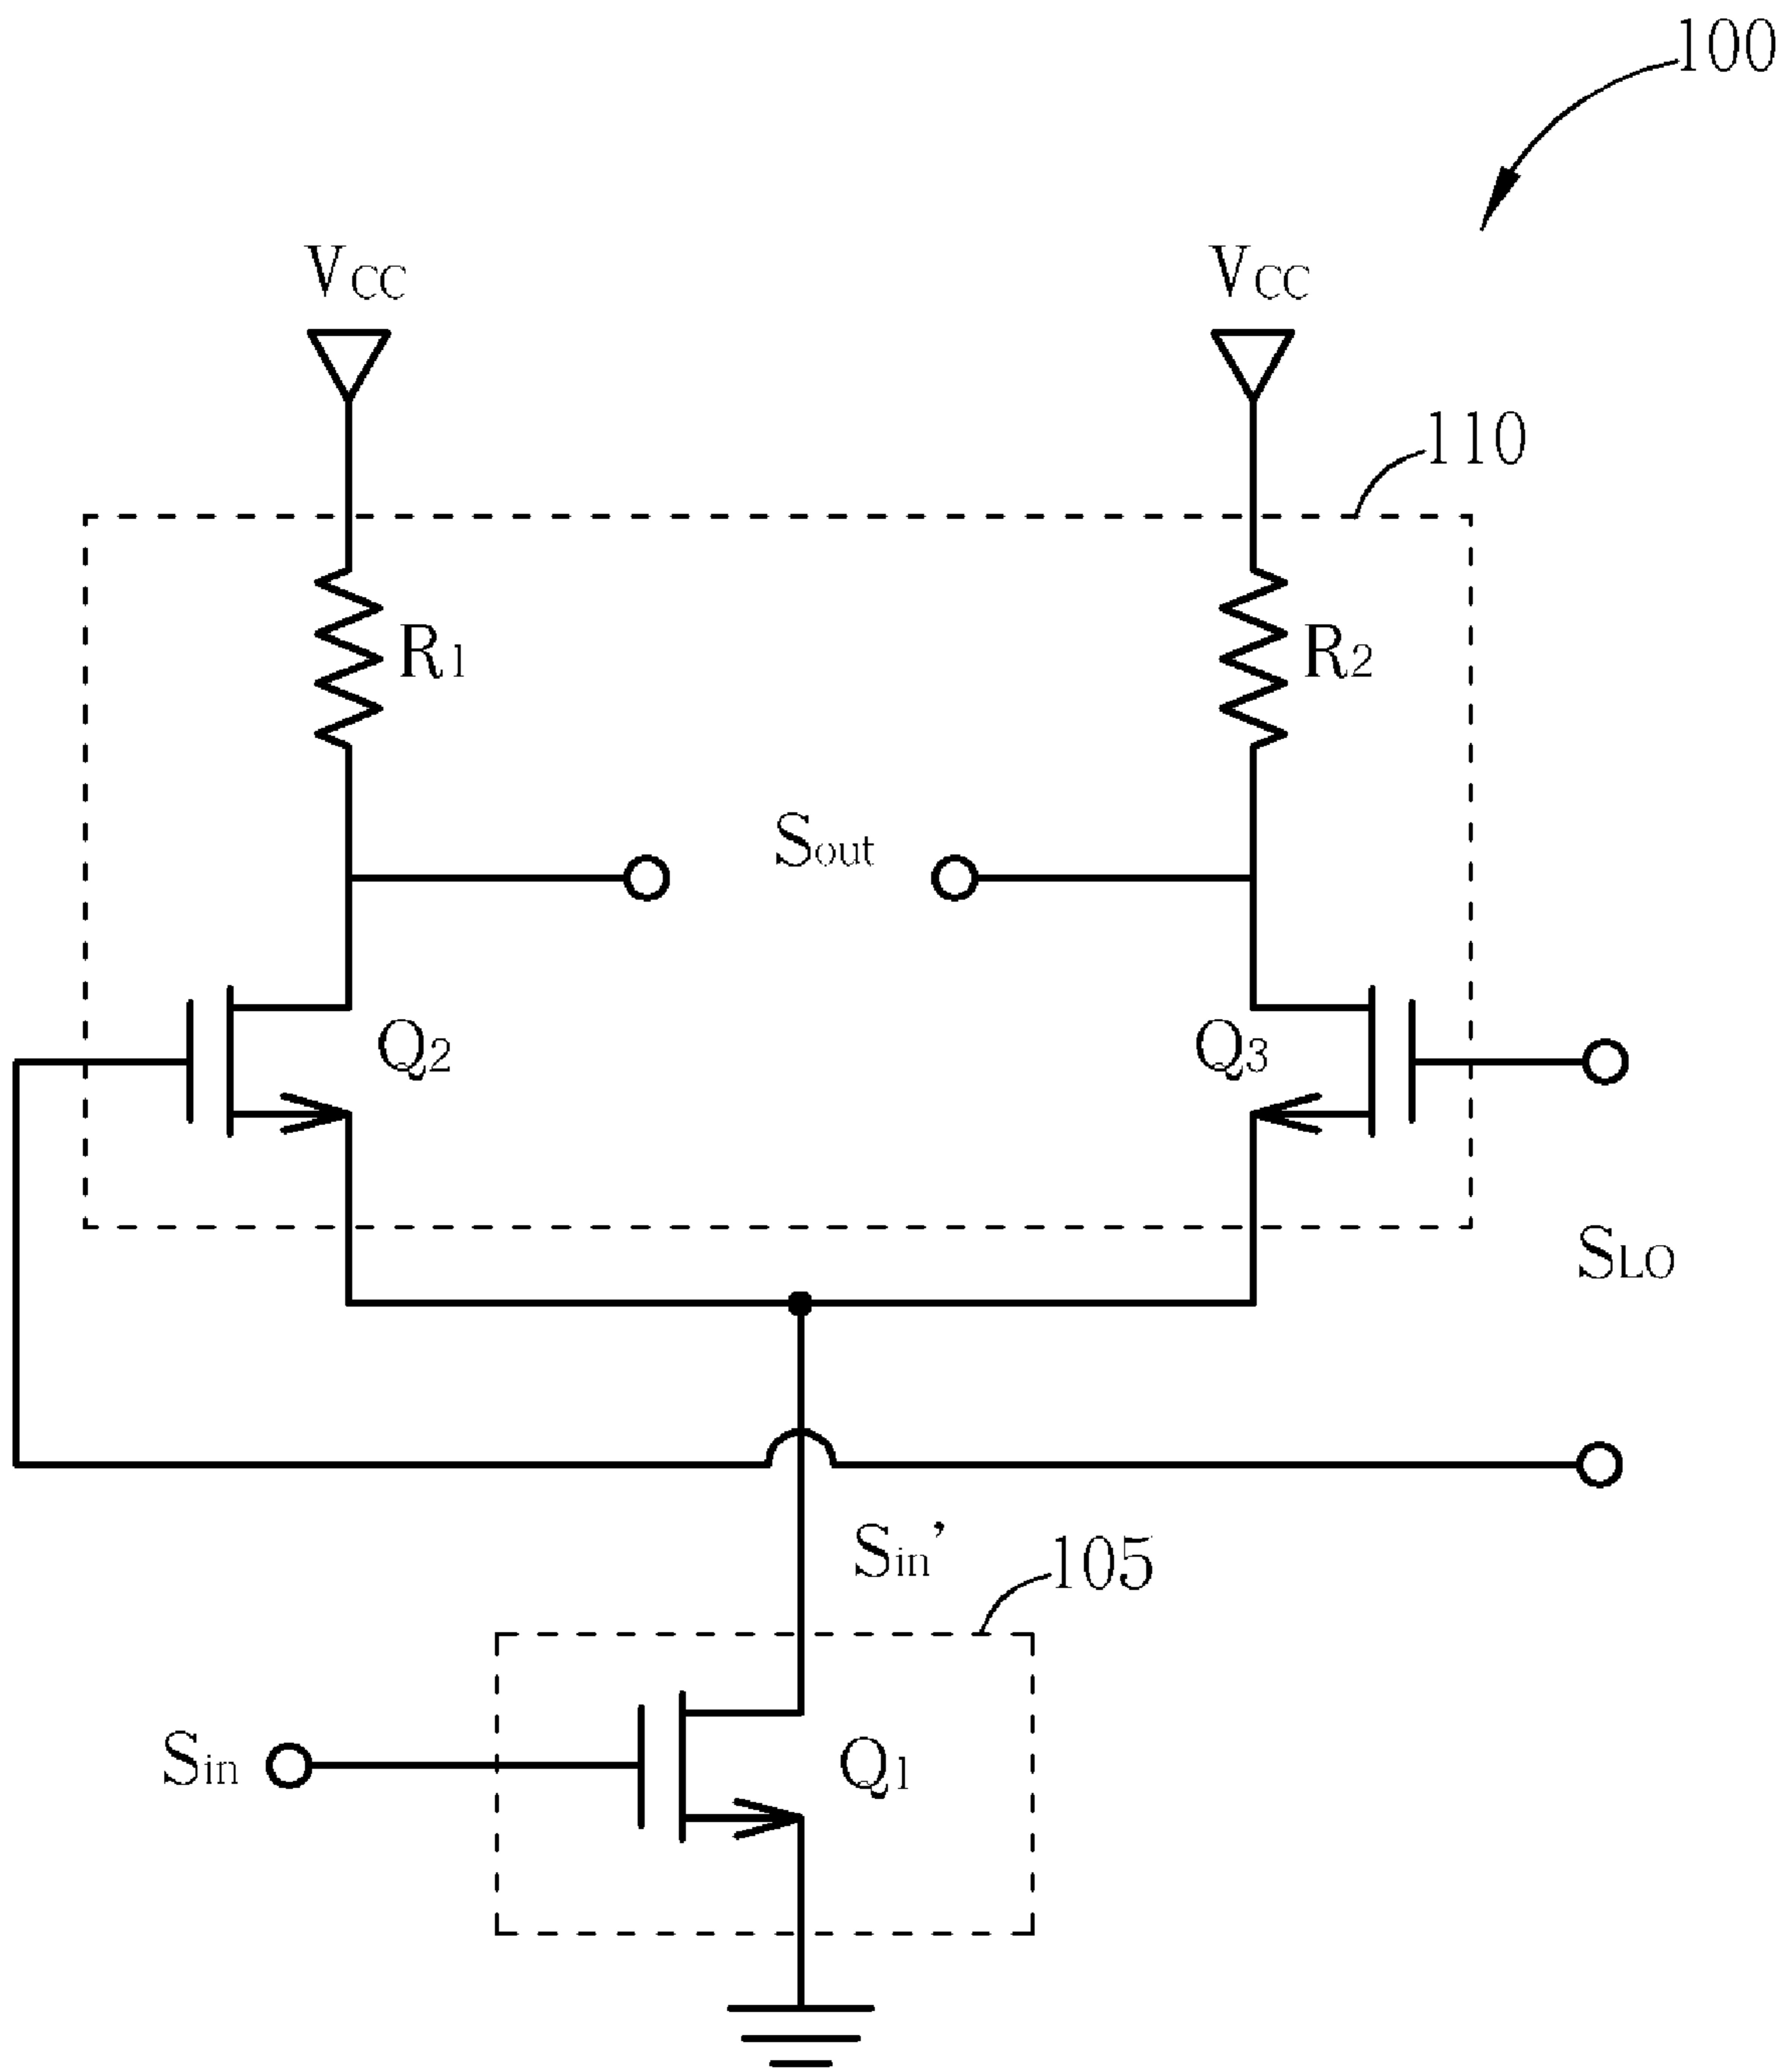 100
VCC VCC
110
R1 R2
Sout
Q2 Q3
SLO
Sin'
105
Sin Q1